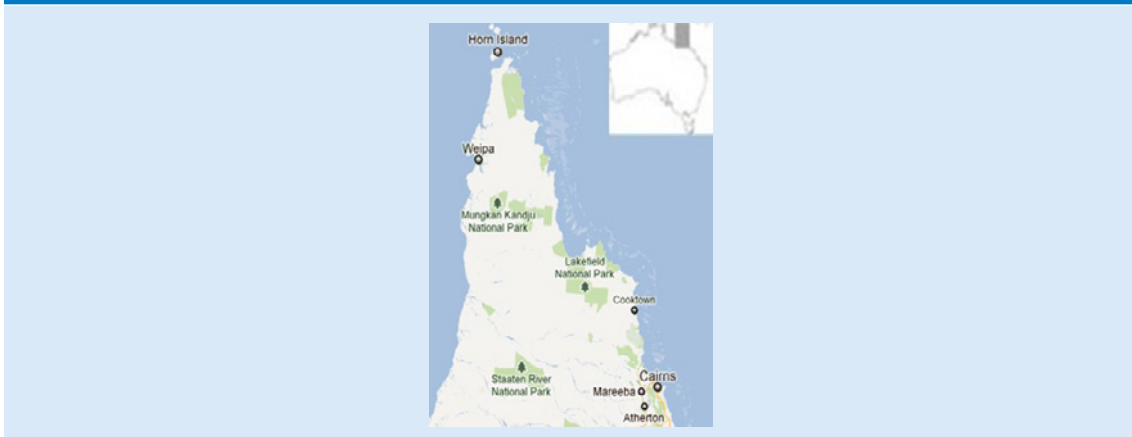 Horn Island
Weipa
Mungkan Kandju
National Park
Lakefield
National Park
Cooktown
Staaten River
National Park
Cairns
Mareeba
Atherton